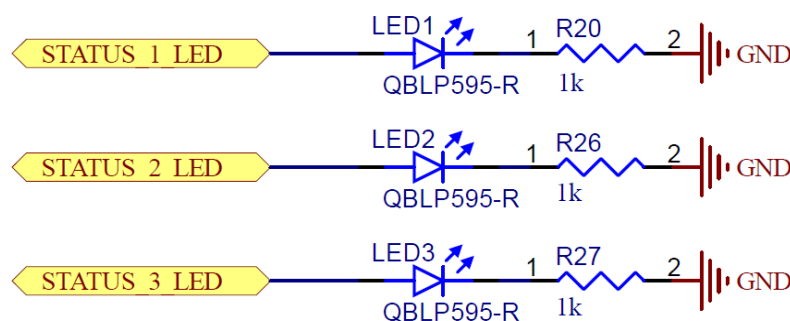 LED1 R20
STATUS_1_LED 1 2 GND
QBLP595-R 1k
LED2 R26
STATUS_2_LED 1 2 GND
QBLP595-R 1k
LED3 R27
STATUS_3_LED 1 2 GND
QBLP595-R 1k